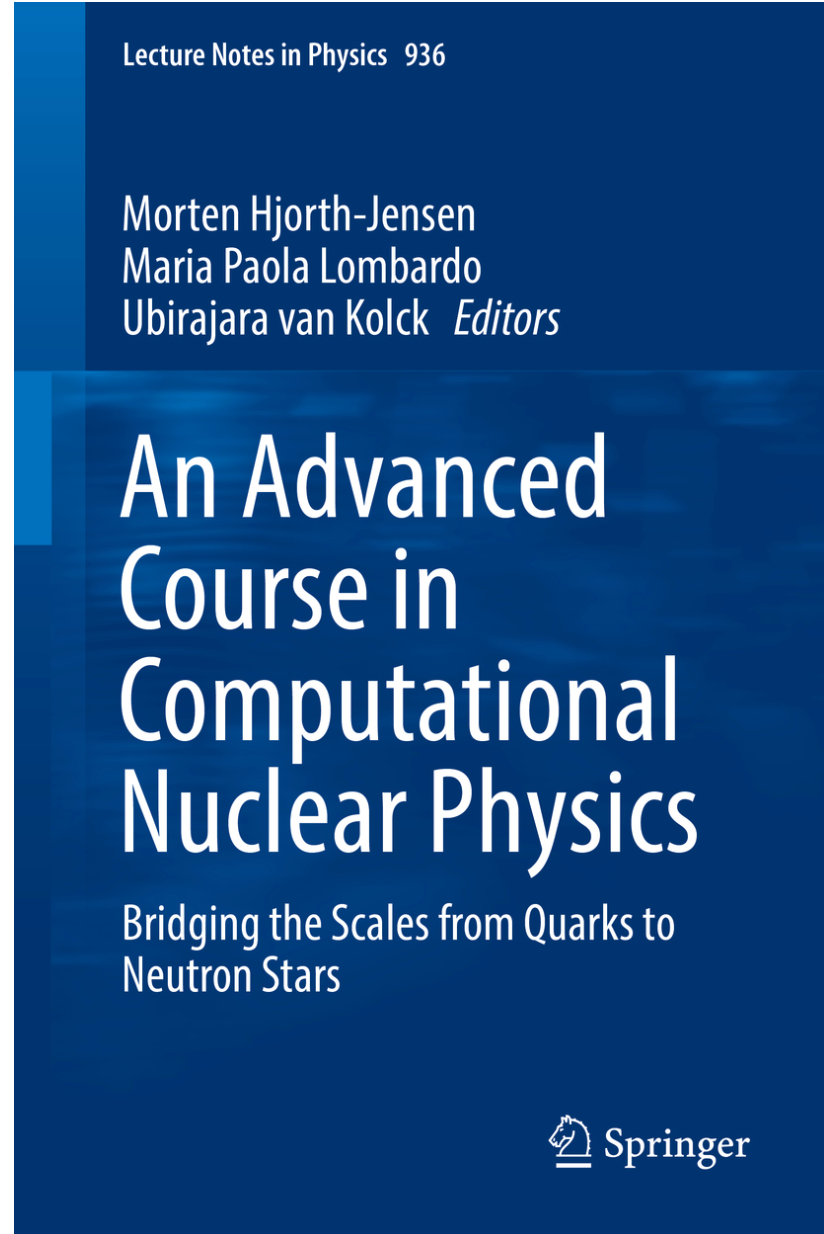 Lecture Notes in Physics 936
Morten Hjorth-Jensen
Maria Paola Lombardo
Ubirajara van Kolck Editors
An Advanced
Course in
Computational
Nuclear Physics
Bridging the Scales from Quarks to
Neutron Stars
Springer